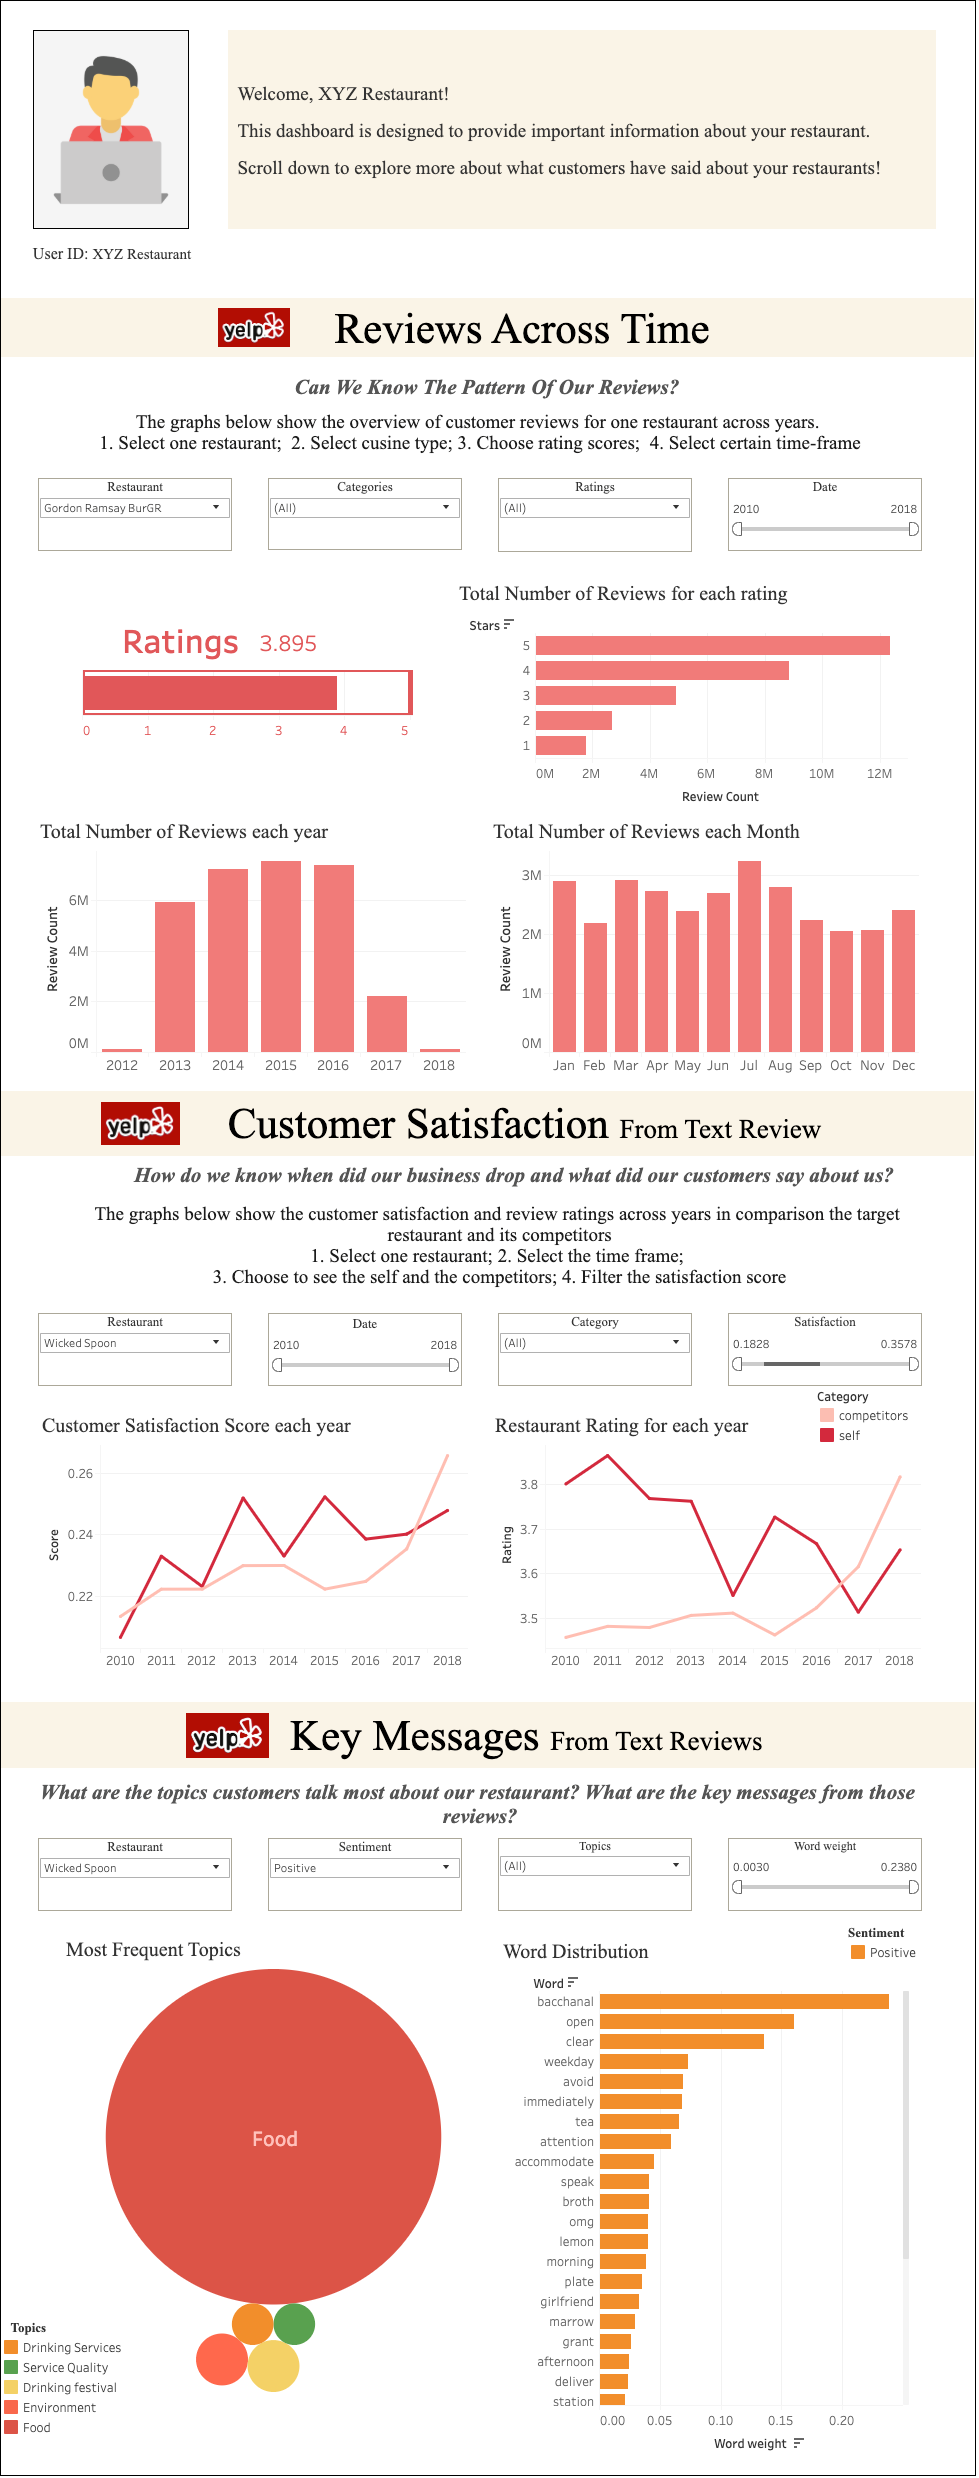 Welcome, XYZ Restaurant!
This dashboard is designed to provide important information about your restaurant.
Scroll down to explore more about what customers have said about your restaurants!
User ID: XYZ Restaurant
yelp
Reviews Across Time
Can We Know The Pattern Of Our Reviews?
The graphs below show the overview of customer reviews for one restaurant across years.
1. Select one restaurant;  2. Select cusine type; 3. Choose rating scores;  4. Select certain time-frame
Restaurant
Gordon Ramsay BurGR
Categories
(All)
Ratings
(All)
Date
2010 2018
Ratings 3.895
0 1 2 3 4 5
Total Number of Reviews for each rating
Stars
5
4
3
2
1
0M 2M 4M 6M 8M 10M 12M
Review Count
Total Number of Reviews each year
Review Count
6M
4M
2M
0M
2012 2013 2014 2015 2016 2017 2018
Total Number of Reviews each Month
Review Count
3M
2M
1M
0M
Jan Feb Mar Apr May Jun Jul Aug Sep Oct Nov Dec
yelp
Customer Satisfaction From Text Review
How do we know when did our business drop and what did our customers say about us?
The graphs below show the customer satisfaction and review ratings across years in comparison the target
restaurant and its competitors
1. Select one restaurant; 2. Select the time frame;
3. Choose to see the self and the competitors; 4. Filter the satisfaction score
Restaurant
Wicked Spoon
Date
2010 2018
Category
(All)
Satisfaction
0.1828 0.3578
Category
competitors
self
Customer Satisfaction Score each year
Score
0.26
0.24
0.22
2010 2011 2012 2013 2014 2015 2016 2017 2018
Restaurant Rating for each year
Rating
3.8
3.7
3.6
3.5
2010 2011 2012 2013 2014 2015 2016 2017 2018
yelp
Key Messages From Text Reviews
What are the topics customers talk most about our restaurant? What are the key messages from those
reviews?
Restaurant
Wicked Spoon
Sentiment
Positive
Topics
(All)
Word weight
0.0030 0.2380
Most Frequent Topics
Food
Topics
Drinking Services
Service Quality
Drinking festival
Environment
Food
Sentiment
Positive
Word Distribution
Word
bacchanal
open
clear
weekday
avoid
immediately
tea
attention
accommodate
speak
broth
omg
lemon
morning
plate
girlfriend
marrow
grant
afternoon
deliver
station
0.00 0.05 0.10 0.15 0.20
Word weight